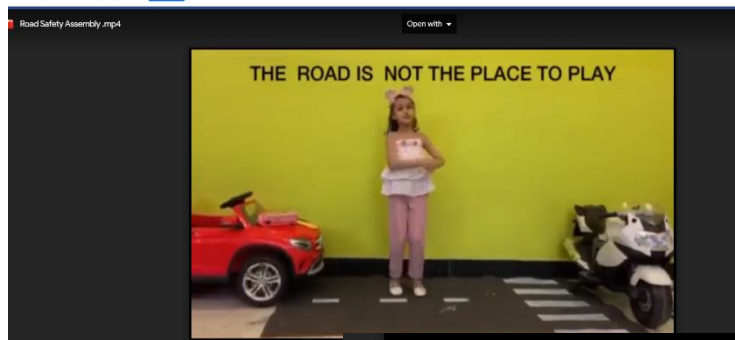 Road Safety Assembly .mp4
Open with
THE ROAD IS NOT THE PLACE TO PLAY